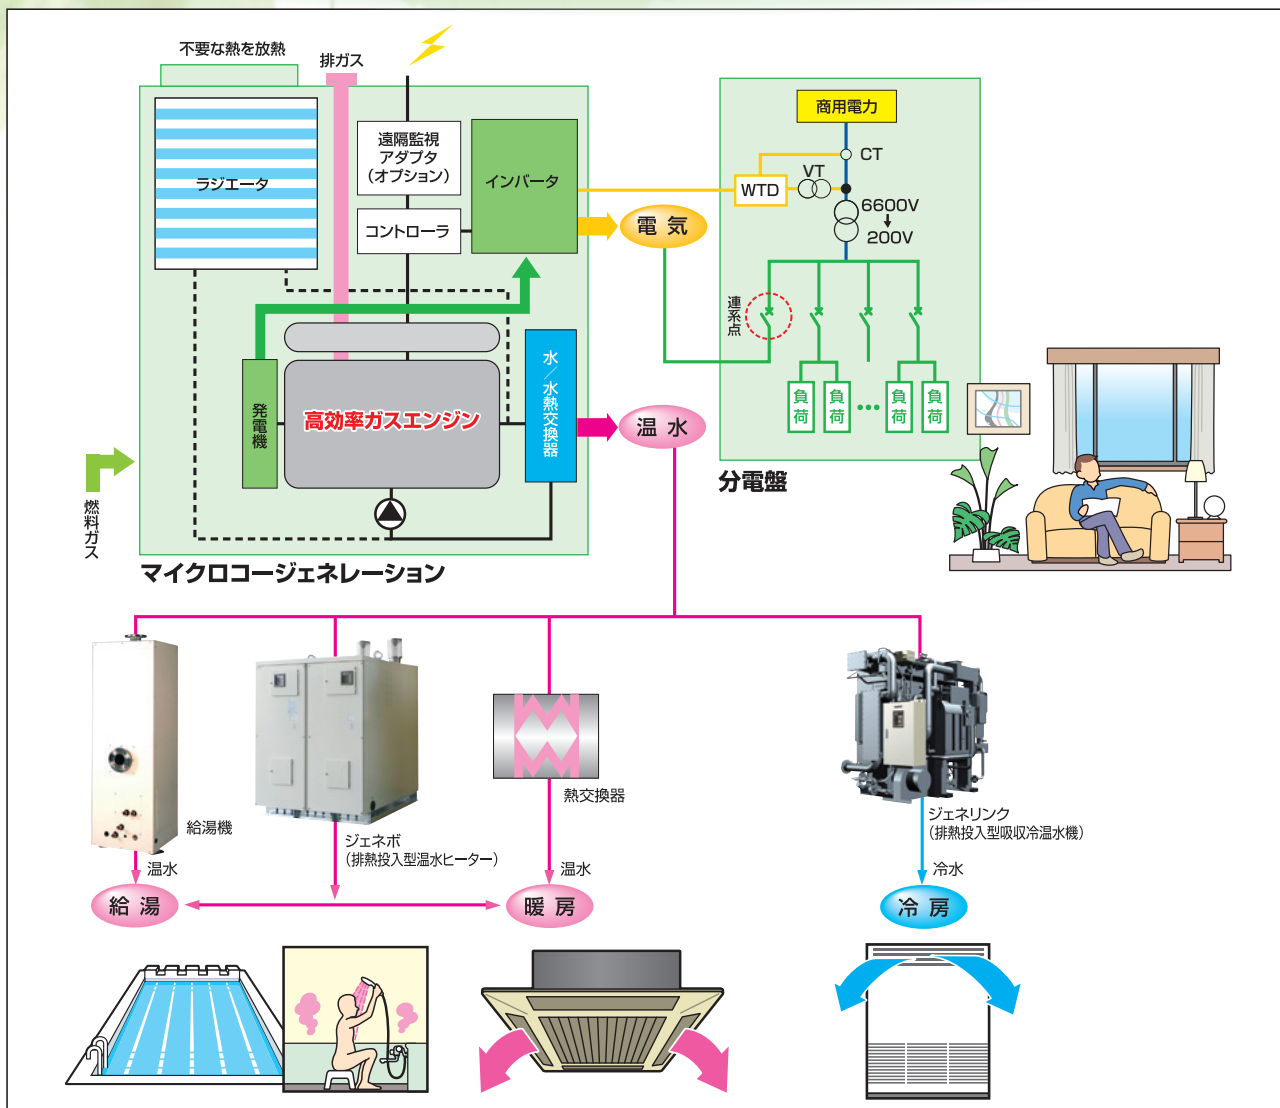 不要な熱を放熱
排ガス
ラジエータ
遠隔監視
アダプタ
（オプション）
コントローラ
インバータ
電気
商用電力
CT
VT
WTD
6600V
200V
連系点
負荷
負荷
負荷
負荷
分電盤
発電機
高効率ガスエンジン
水／水熱交換器
温水
燃料ガス
マイクロコージェネレーション
給湯機
温水
給湯
ジェネボ
（排熱投入型温水ヒーター）
熱交換器
温水
暖房
ジェネリンク
（排熱投入型吸収冷温水機）
冷水
冷房